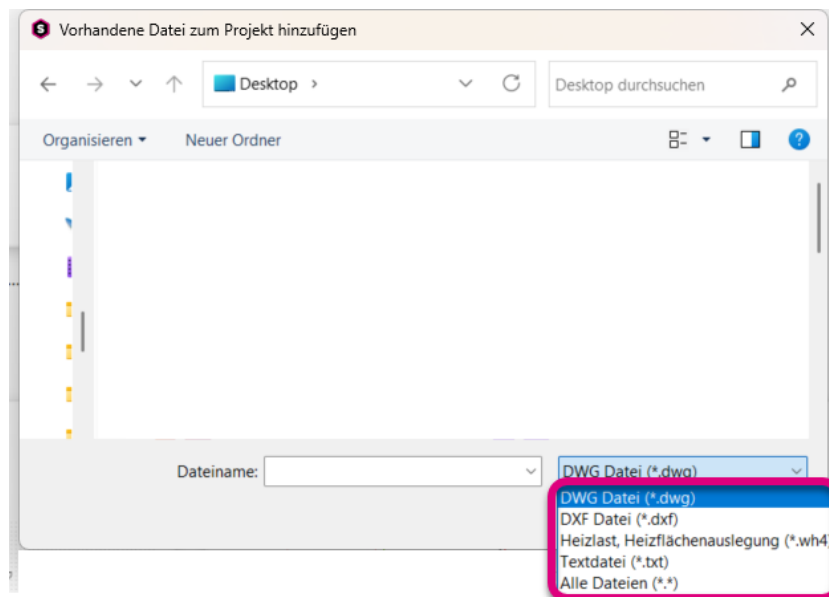 Vorhandene Datei zum Projekt hinzufügen
Desktop
Desktop durchsuchen
Organisieren
Neuer Ordner
?
Dateiname:
DWG Datei (*.dwg)
DWG Datei (*.dwg)
DXF Datei (*.dxf)
Heizlast, Heizflächenauslegung (*.wh4)
Textdatei (*.txt)
Alle Dateien (*.*)